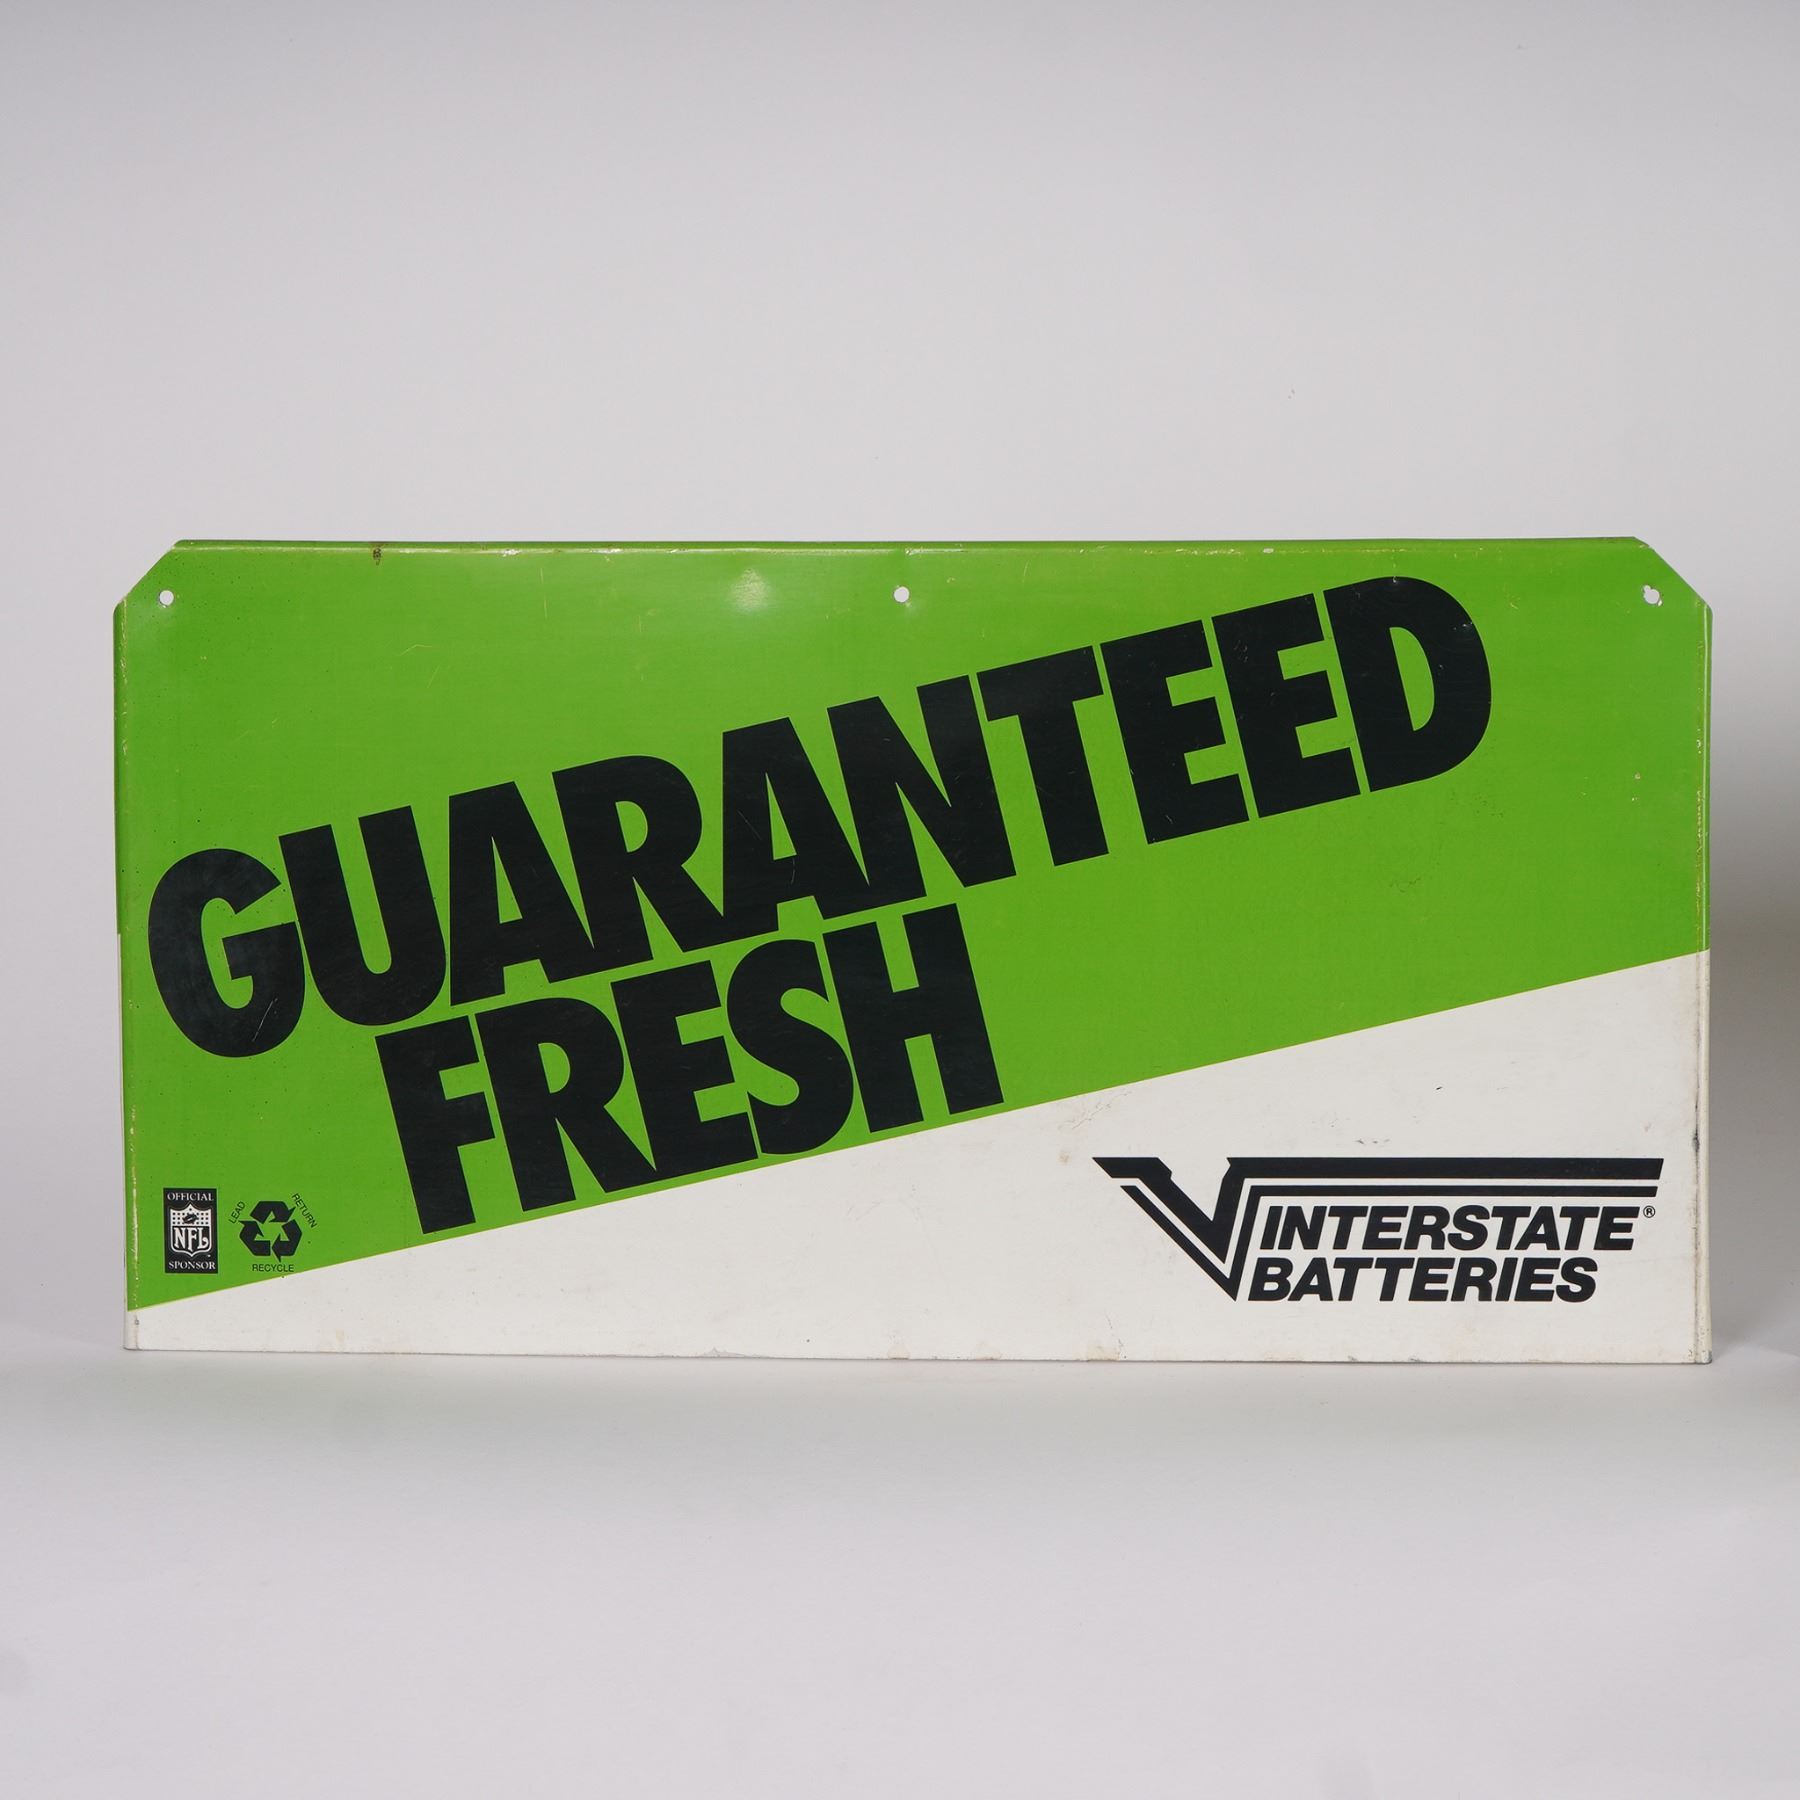 GUARANTEED
FRESH
OFFICIAL
NFL
SPONSOR
LEAD
RETURN
RECYCLE
INTERSTATE®
BATTERIES